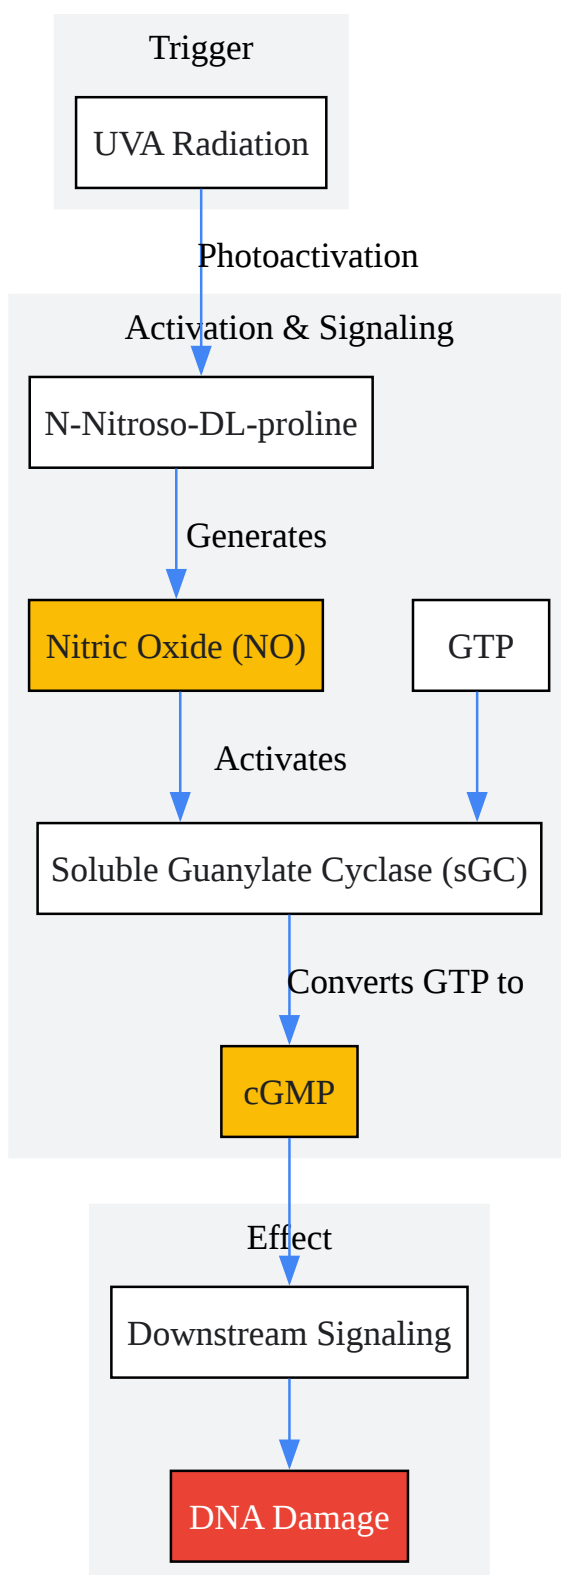 Trigger
UVA Radiation
Photoactivation
Activation & Signaling
N-Nitroso-DL-proline
Generates
Nitric Oxide (NO)
GTP
Activates
Soluble Guanylate Cyclase (sGC)
Converts GTP to
cGMP
Effect
Downstream Signaling
DNA Damage